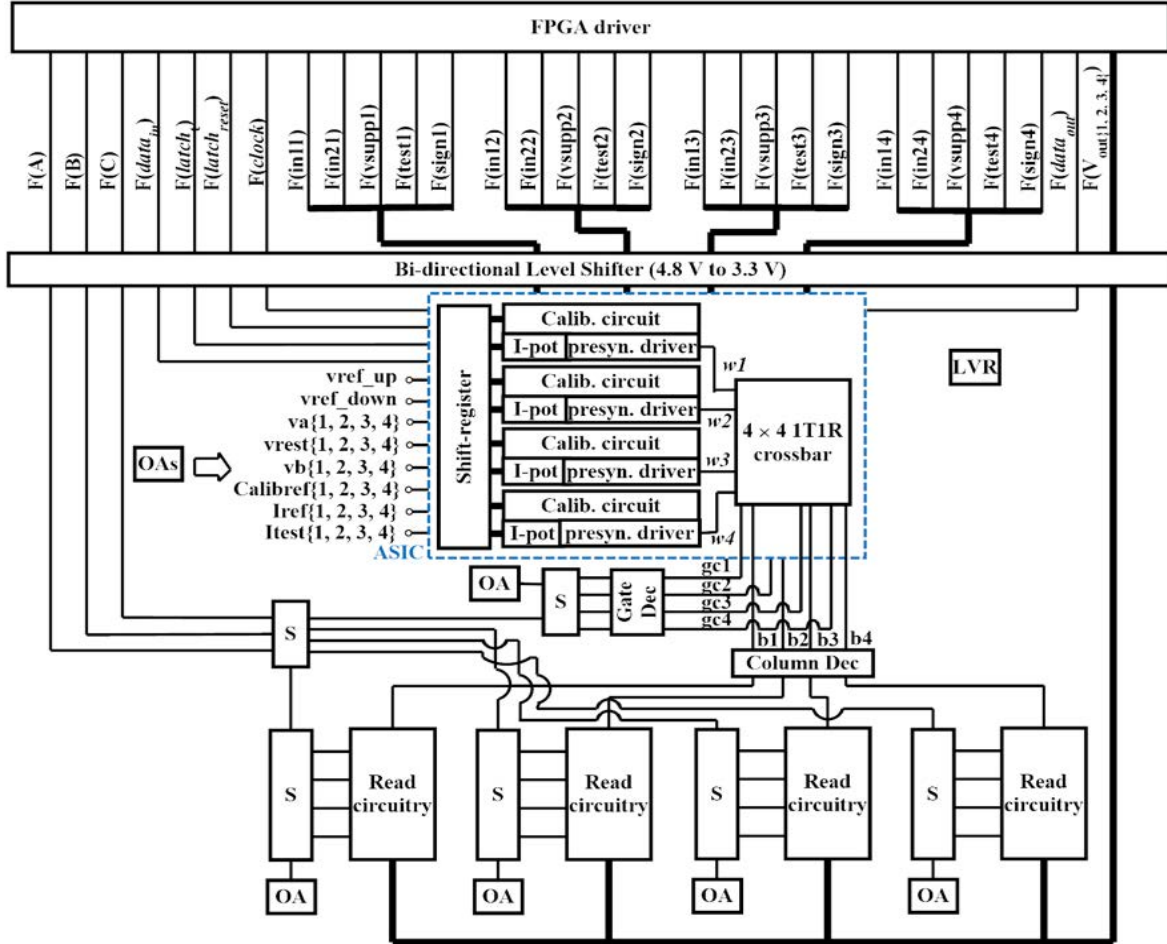 FPGA driver
F(A)
F(B)
F(C)
F(data_in)
F(latch_t)
F(latch_reset)
F(clock)
F(in11)
F(in21)
F(vsupp1)
F(test1)
F(sign1)
F(in12)
F(in22)
F(vsupp2)
F(test2)
F(sign2)
F(in13)
F(in23)
F(vsupp3)
F(test3)
F(sign3)
F(in14)
F(in24)
F(vsupp4)
F(test4)
F(sign4)
F(data_out)
F(V_out{1, 2, 3, 4})
Bi-directional Level Shifter (4.8 V to 3.3 V)
Shift-register
Calib. circuit
I-pot
presyn. driver
w1
Calib. circuit
I-pot
presyn. driver
w2
Calib. circuit
I-pot
presyn. driver
w3
Calib. circuit
I-pot
presyn. driver
w4
4 × 4 1T1R
crossbar
LVR
OAs
vref_up
vref_down
va{1, 2, 3, 4}
vrest{1, 2, 3, 4}
vb{1, 2, 3, 4}
Calibref{1, 2, 3, 4}
Iref{1, 2, 3, 4}
Itest{1, 2, 3, 4}
ASIC
OA
S
Gate
Dec
gc1
gc2
gc3
gc4
S
b1
b2
b3
b4
Column Dec
S
Read
circuitry
S
Read
circuitry
S
Read
circuitry
S
Read
circuitry
OA
OA
OA
OA